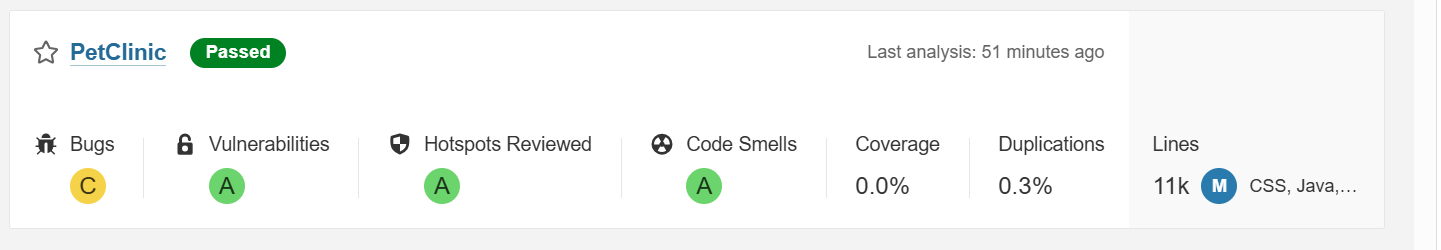 PetClinic Passed Last analysis: 51 minutes ago
Bugs Vulnerabilities Hotspots Reviewed Code Smells Coverage Duplications Lines
C A A A 0.0% 0.3% 11k M CSS, Java,...